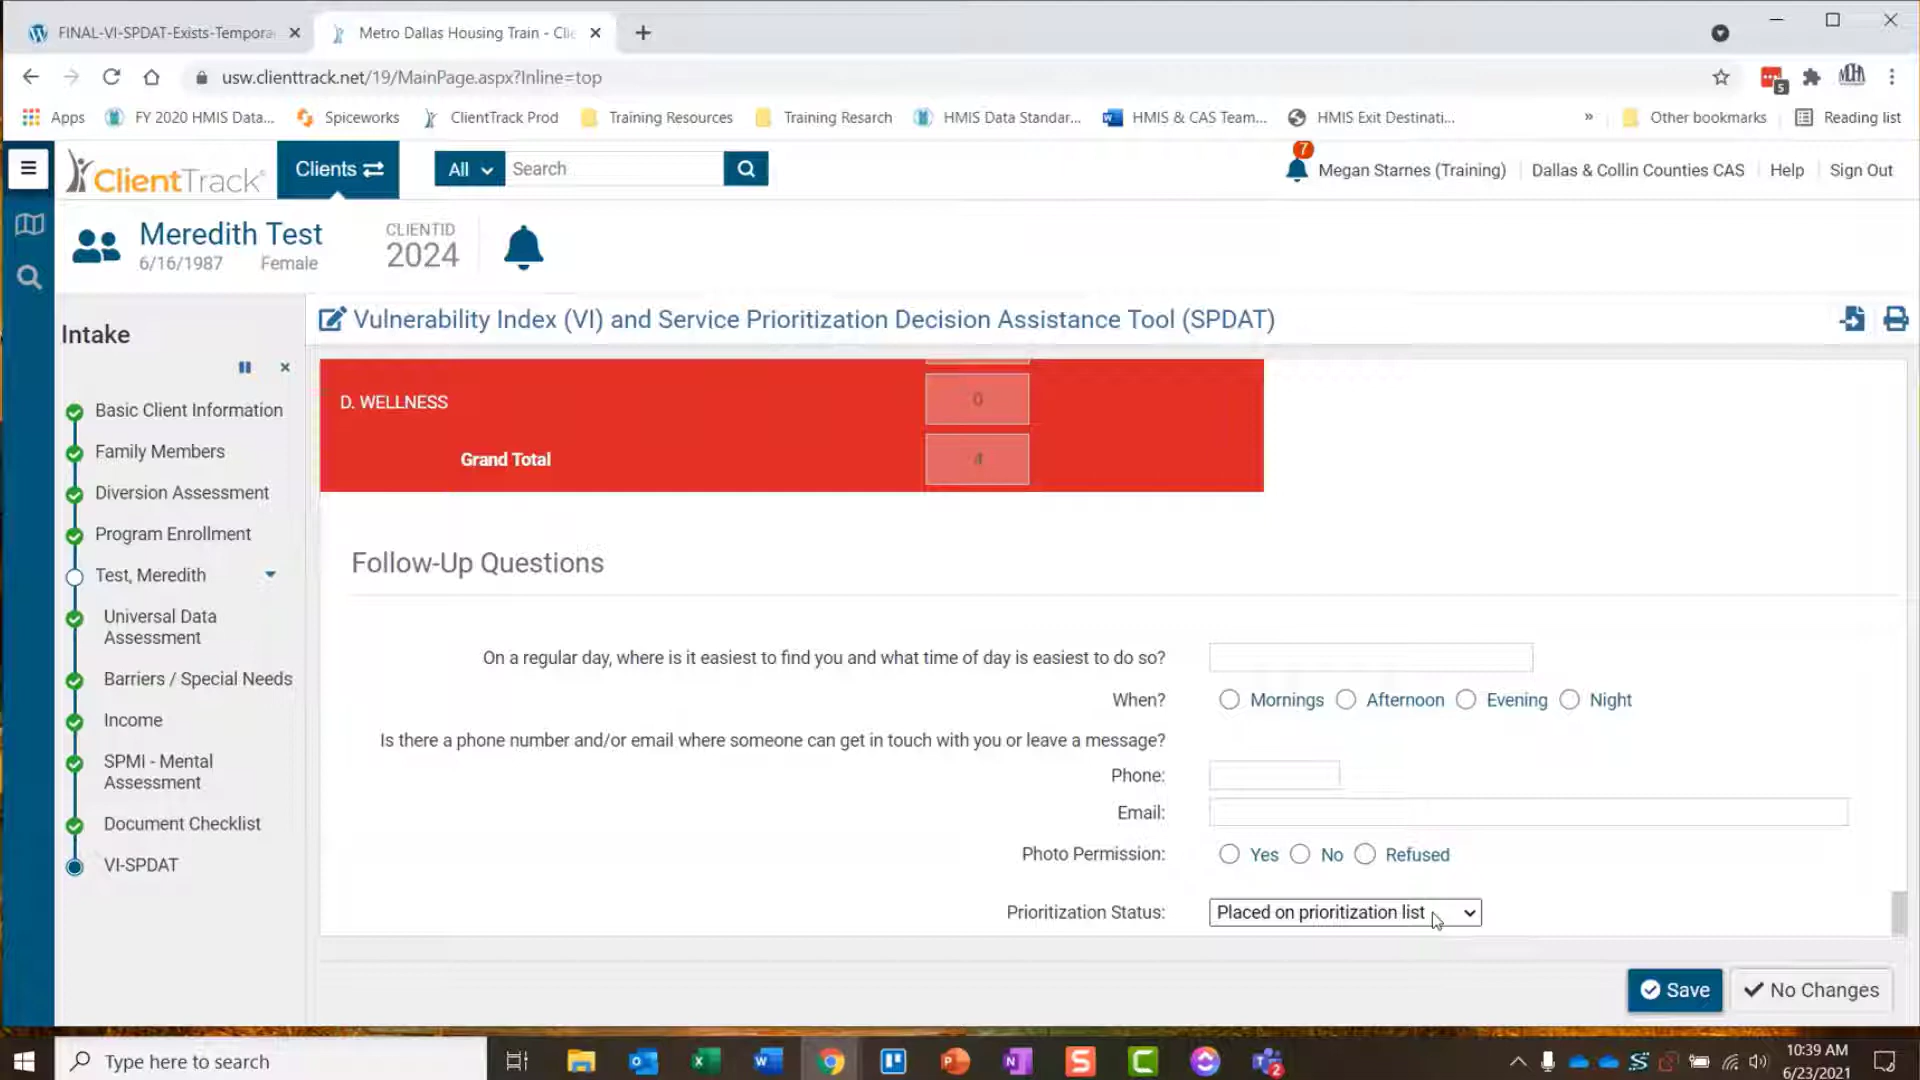 FINAL-VI-SPDAT-Exists-Tempora
Metro Dallas Housing Train - Clie
usw.clienttrack.net/19/MainPage.aspx?Inline=top
5
Apps
FY 2020 HMIS Data...
Spiceworks
ClientTrack Prod
Training Resources
Training Resarch
HMIS Data Standar...
HMIS & CAS Team...
HMIS Exit Destinati...
»
Other bookmarks
Reading list
ClientTrack
Clients
All
Search
7
Megan Starnes (Training)
Dallas & Collin Counties CAS
Help
Sign Out
Meredith Test
6/16/1987 Female
CLIENTID
2024
Intake
Basic Client Information
Family Members
Diversion Assessment
Program Enrollment
Test, Meredith
Universal Data
Assessment
Barriers / Special Needs
Income
SPMI - Mental
Assessment
Document Checklist
VI-SPDAT
Vulnerability Index (VI) and Service Prioritization Decision Assistance Tool (SPDAT)
D. WELLNESS 0
Grand Total 4
Follow-Up Questions
On a regular day, where is it easiest to find you and what time of day is easiest to do so?
When? Mornings Afternoon Evening Night
Is there a phone number and/or email where someone can get in touch with you or leave a message?
Phone:
Email:
Photo Permission: Yes No Refused
Prioritization Status: Placed on prioritization list
Save
No Changes
Type here to search
2
10:39 AM
6/23/2021